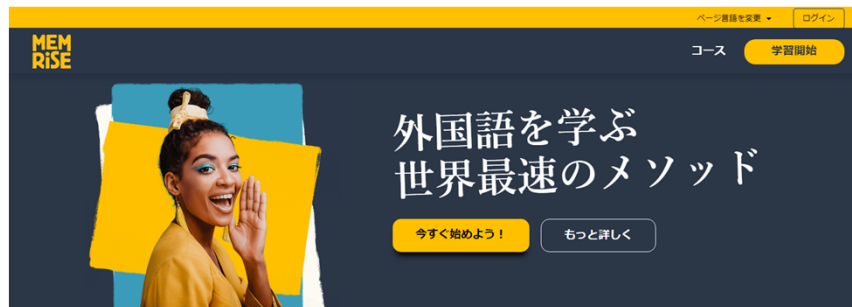 ページ言語を変更
ログイン
MEM
RiSE
コース
学習開始
外国語を学ぶ
世界最速のメソッド
今すぐ始めよう！
もっと詳しく